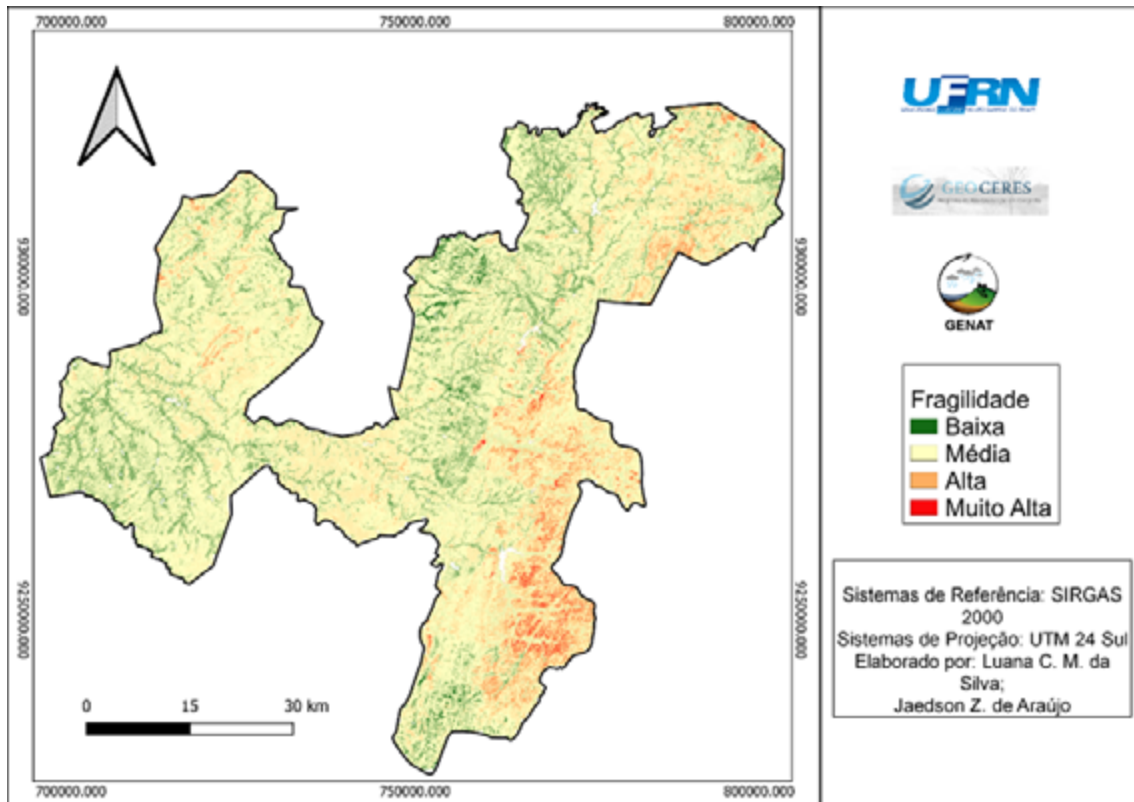 700000.000
750000.000
800000.000
9300000.000
9300000.000
9250000.000
9250000.000
0
15
30 km
700000.000
750000.000
800000.000
UFRN
GEOCERES
GENAT
Fragilidade
Baixa
Média
Alta
Muito Alta
Sistemas de Referência: SIRGAS
2000
Sistemas de Projeção: UTM 24 Sul
Elaborado por: Luana C. M. da
Silva;
Jaedson Z. de Araújo